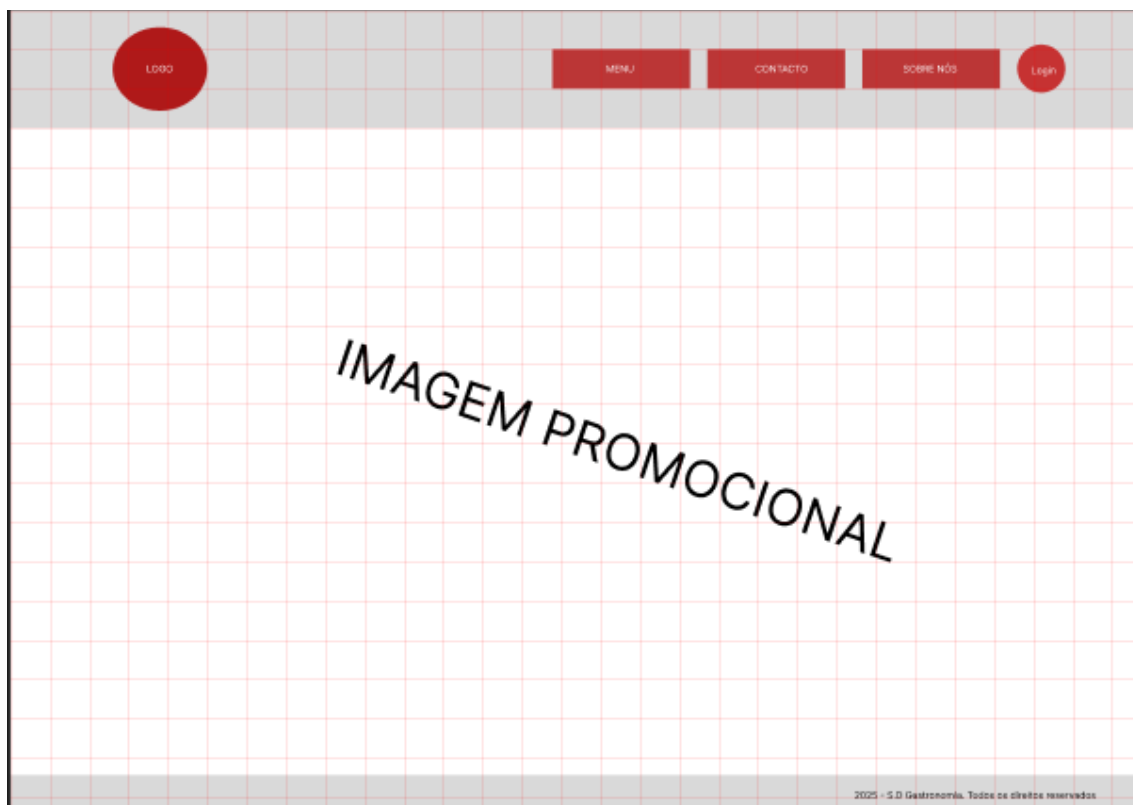 LOGO
MENU
CONTACTO
SOBRE NÓS
Login
IMAGEM PROMOCIONAL
2025 - S.D Gastronomia. Todos os direitos reservados